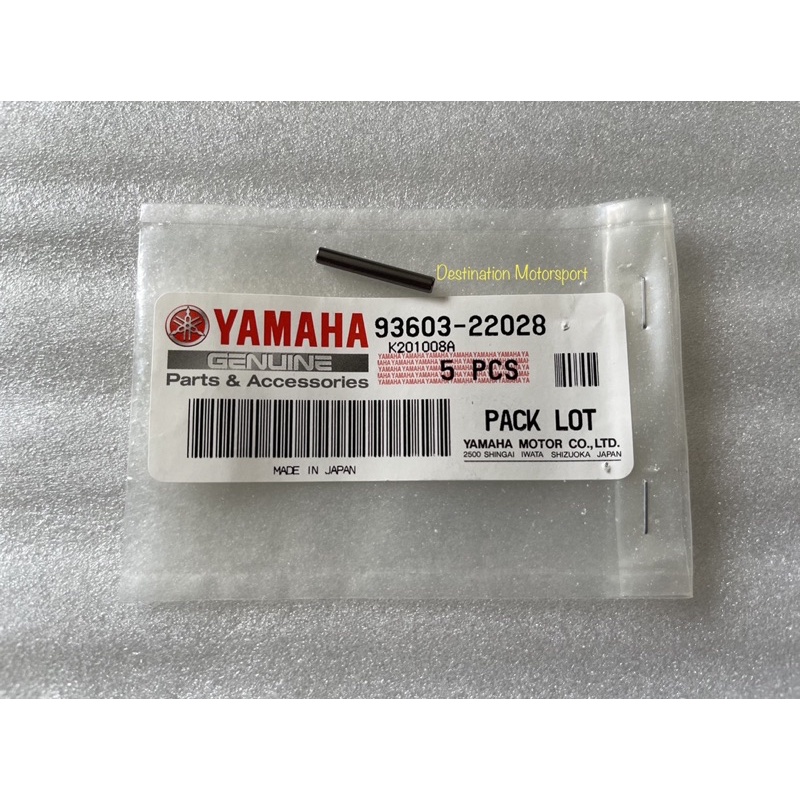 Destination Motorsport
YAMAHA 93603-22028
K201008A
GENUINE
Parts & Accessories
5 PCS
PACK LOT
YAMAHA MOTOR CO.,LTD.
2500 SHINGAI IWATA SHIZUOKA JAPAN
MADE IN JAPAN